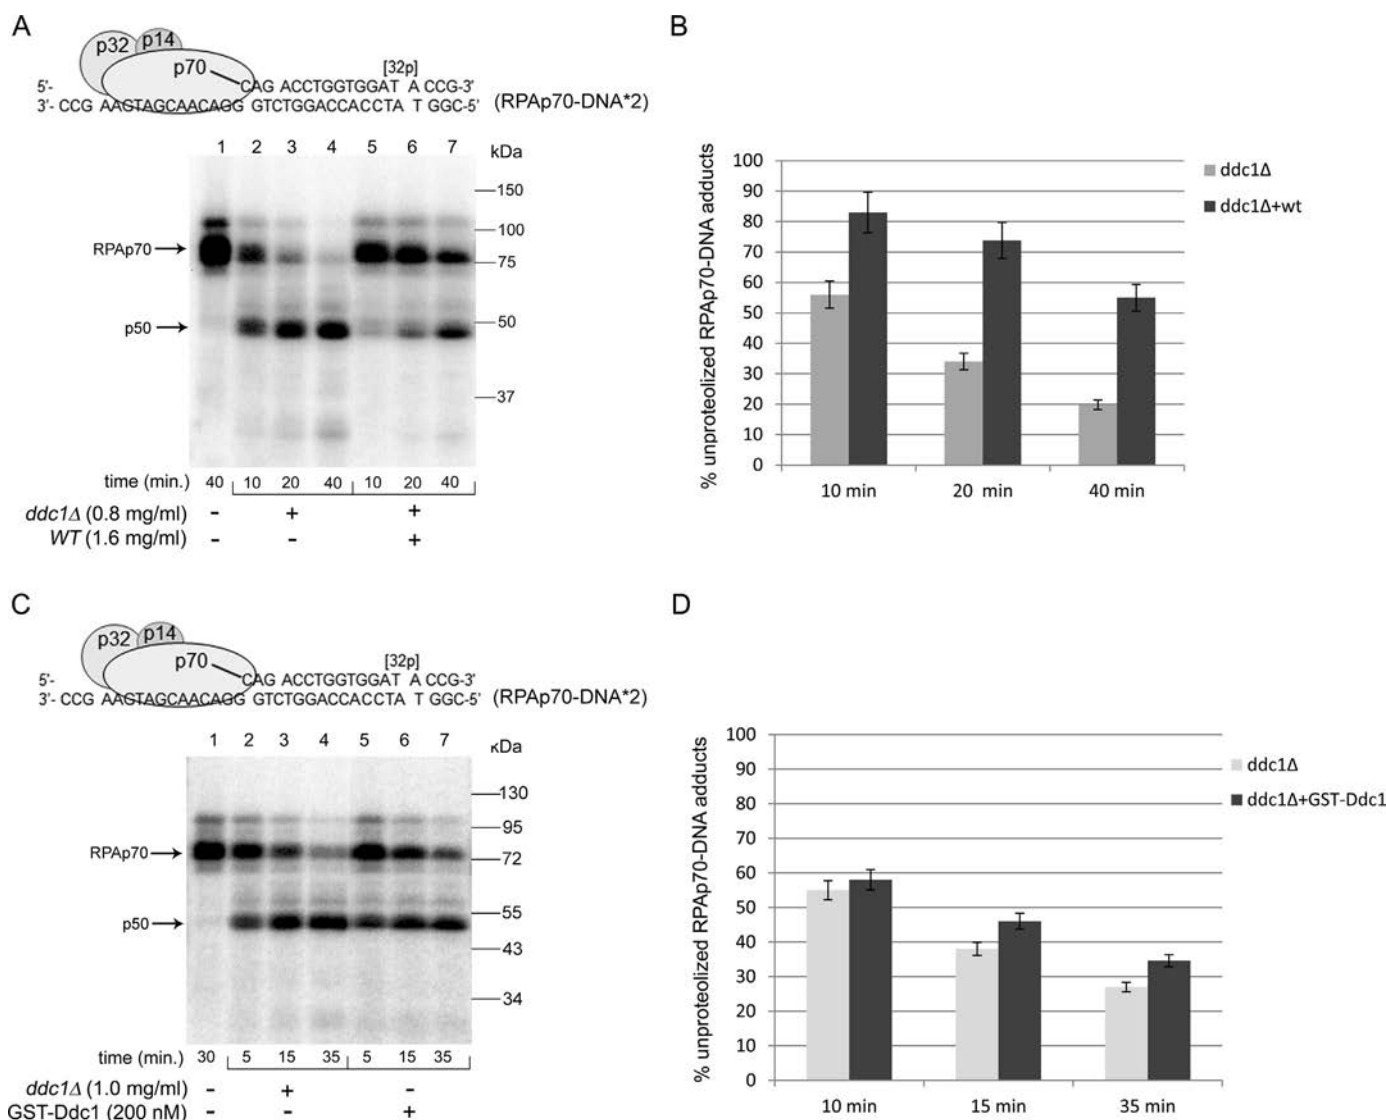 A
p32 p14
p70
[32p]
5'- CAG ACCTGGTGGAT A CCG-3'
3'- CCG AAGTAGCAACAGG GTCTGGACCACCTA T GGC-5'
(RPAp70-DNA*2)
1 2 3 4 5 6 7 kDa
150
100
RPAp70
75
50
p50
37
time (min.) 40 10 20 40 10 20 40
ddc1Δ (0.8 mg/ml) - + +
WT (1.6 mg/ml) - - +
B
% unproteolized RPAp70-DNA adducts
100
90
80
70
60
50
40
30
20
10
0
10 min 20 min 40 min
ddc1Δ
ddc1Δ+wt
C
p32 p14
p70
[32p]
5'- CAG ACCTGGTGGAT A CCG-3'
3'- CCG AAGTAGCAACAGG GTCTGGACCACCTA T GGC-5'
(RPAp70-DNA*2)
1 2 3 4 5 6 7 kDa
130
95
RPAp70
72
55
p50
43
34
time (min.) 30 5 15 35 5 15 35
ddc1Δ (1.0 mg/ml) - + -
GST-Ddc1 (200 nM) - - +
D
% unproteolized RPAp70-DNA adducts
100
90
80
70
60
50
40
30
20
10
0
10 min 15 min 35 min
ddc1Δ
ddc1Δ+GST-Ddc1